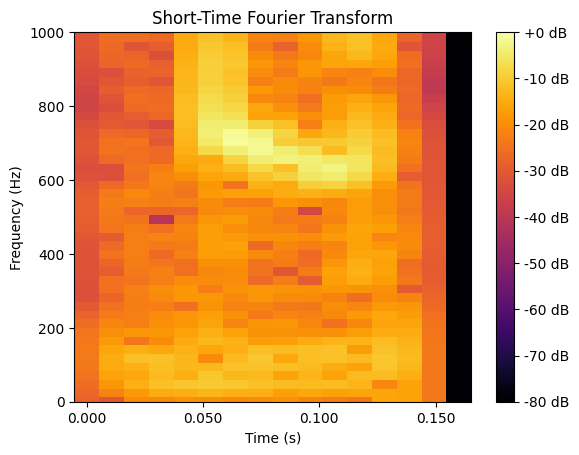 Short-Time Fourier Transform
1000
800
600
400
200
0
Frequency (Hz)
0.000
0.050
0.100
0.150
Time (s)
+0 dB
-10 dB
-20 dB
-30 dB
-40 dB
-50 dB
-60 dB
-70 dB
-80 dB